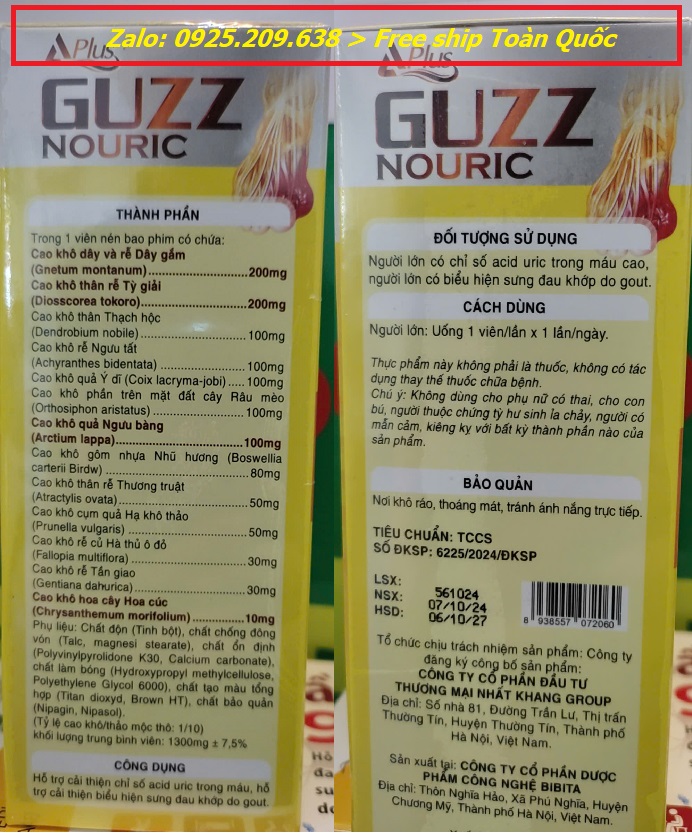 Zalo: 0925.209.638 > Free ship Toàn Quốc
APlus
GUZZ
NOURIC
THÀNH PHẦN
Trong 1 viên nén bao phim có chứa:
Cao khô dây và rễ Dây gắm
(Gnetum montanum).....................200mg
Cao khô thân rễ Tỳ giải
(Diosscorea tokoro).......................200mg
Cao khô thân Thạch hộc
(Dendrobium nobile)......................100mg
Cao khô rễ Ngưu tất
(Achyranthes bidentata)................100mg
Cao khô quả Ý dĩ (Coix lacryma-jobi).....100mg
Cao khô phần trên mặt đất cây Râu mèo
(Orthosiphon aristatus)..................100mg
Cao khô quả Ngưu bàng
(Arctium lappa)..............................100mg
Cao khô gôm nhựa Nhũ hương (Boswellia
carterii Birdw)................................80mg
Cao khô thân rễ Thương truật
(Atractylis ovata)............................50mg
Cao khô cụm quả Hạ khô thảo
(Prunella vulgaris)..........................50mg
Cao khô rễ củ Hà thủ ô đỏ
(Fallopia multiflora)........................30mg
Cao khô rễ Tần giao
(Gentiana dahurica).......................30mg
Cao khô hoa cây Hoa cúc
(Chrysanthemum morifolium)........10mg
Phụ liệu: Chất độn (Tinh bột), chất chống đông
vón (Talc, magnesi stearate), chất ổn định
(Polyvinylpyrolidone K30, Calcium carbonate),
chất làm bóng (Hydroxypropyl methylcellulose,
Polyethylene Glycol 6000), chất tạo màu tổng
hợp (Titan dioxyd, Brown HT), chất bảo quản
(Nipagin, Nipasol).
(Tỷ lệ cao khô/thảo mộc thô: 1/10)
khối lượng trung bình viên: 1300mg ± 7,5%
CÔNG DỤNG
Hỗ trợ cải thiện chỉ số acid uric trong máu, hỗ
trợ cải thiện biểu hiện sưng đau khớp do gout.
APlus
GUZZ
NOURIC
ĐỐI TƯỢNG SỬ DỤNG
Người lớn có chỉ số acid uric trong máu cao,
người lớn có biểu hiện sưng đau khớp do gout.
CÁCH DÙNG
Người lớn: Uống 1 viên/lần x 1 lần/ngày.
Thực phẩm này không phải là thuốc, không có tác
dụng thay thế thuốc chữa bệnh.
Chú ý: Không dùng cho phụ nữ có thai, cho con
bú, người thuộc chứng tỳ hư sinh ỉa chảy, người có
mẫn cảm, kiêng kỵ với bất kỳ thành phần nào của
sản phẩm.
BẢO QUẢN
Nơi khô ráo, thoáng mát, tránh ánh nắng trực tiếp.
TIÊU CHUẨN: TCCS
SỐ ĐKSP: 6225/2024/ĐKSP
LSX: 561024
NSX: 07/10/24
HSD: 06/10/27
8 938557 072060
Tổ chức chịu trách nhiệm sản phẩm: Công ty
đăng ký công bố sản phẩm:
CÔNG TY CỔ PHẦN ĐẦU TƯ
THƯƠNG MẠI NHẤT KHANG GROUP
Địa chỉ: Số nhà 81, Đường Trần Lư, Thị trấn
Thường Tín, Huyện Thường Tín, Thành phố
Hà Nội, Việt Nam.
Sản xuất tại: CÔNG TY CỔ PHẦN DƯỢC
PHẨM CÔNG NGHỆ BIBITA
Địa chỉ: Thôn Nghĩa Hảo, Xã Phú Nghĩa, Huyện
Chương Mỹ, Thành phố Hà Nội, Việt Nam.